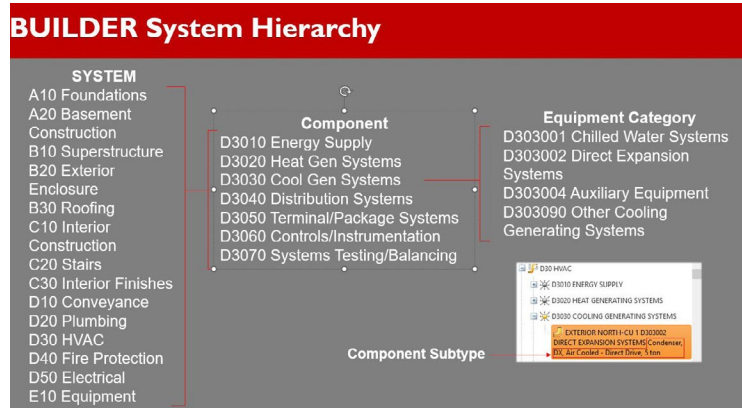 BUILDER System Hierarchy
SYSTEM
A10 Foundations
A20 Basement
Construction
B10 Superstructure
B20 Exterior
Enclosure
B30 Roofing
C10 Interior
Construction
C20 Stairs
C30 Interior Finishes
D10 Conveyance
D20 Plumbing
D30 HVAC
D40 Fire Protection
D50 Electrical
E10 Equipment
Component
D3010 Energy Supply
D3020 Heat Gen Systems
D3030 Cool Gen Systems
D3040 Distribution Systems
D3050 Terminal/Package Systems
D3060 Controls/Instrumentation
D3070 Systems Testing/Balancing
Equipment Category
D303001 Chilled Water Systems
D303002 Direct Expansion
Systems
D303004 Auxiliary Equipment
D303090 Other Cooling
Generating Systems
D30 HVAC
D3010 ENERGY SUPPLY
D3020 HEAT GENERATING SYSTEMS
D3030 COOLING GENERATING SYSTEMS
EXTERIOR NORTH-CU 1 D303002
DIRECT EXPANSION SYSTEMS Condenser,
DX, Air Cooled - Direct Drive, 5 ton
Component Subtype